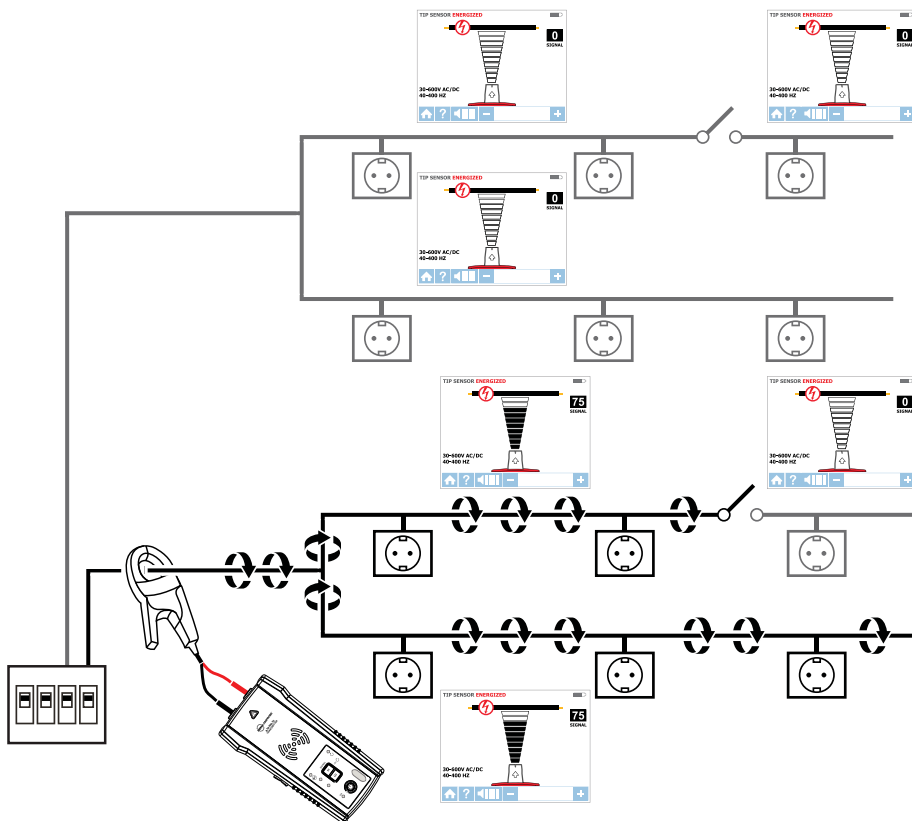 TIP SENSOR ENERGIZED
0
SIGNAL
30-600V AC/DC
40-400 HZ
?
TIP SENSOR ENERGIZED
0
SIGNAL
30-600V AC/DC
40-400 HZ
?
TIP SENSOR ENERGIZED
0
SIGNAL
30-600V AC/DC
40-400 HZ
?
TIP SENSOR ENERGIZED
75
SIGNAL
30-600V AC/DC
40-400 HZ
?
TIP SENSOR ENERGIZED
0
SIGNAL
30-600V AC/DC
40-400 HZ
?
TIP SENSOR ENERGIZED
75
SIGNAL
30-600V AC/DC
40-400 HZ
?